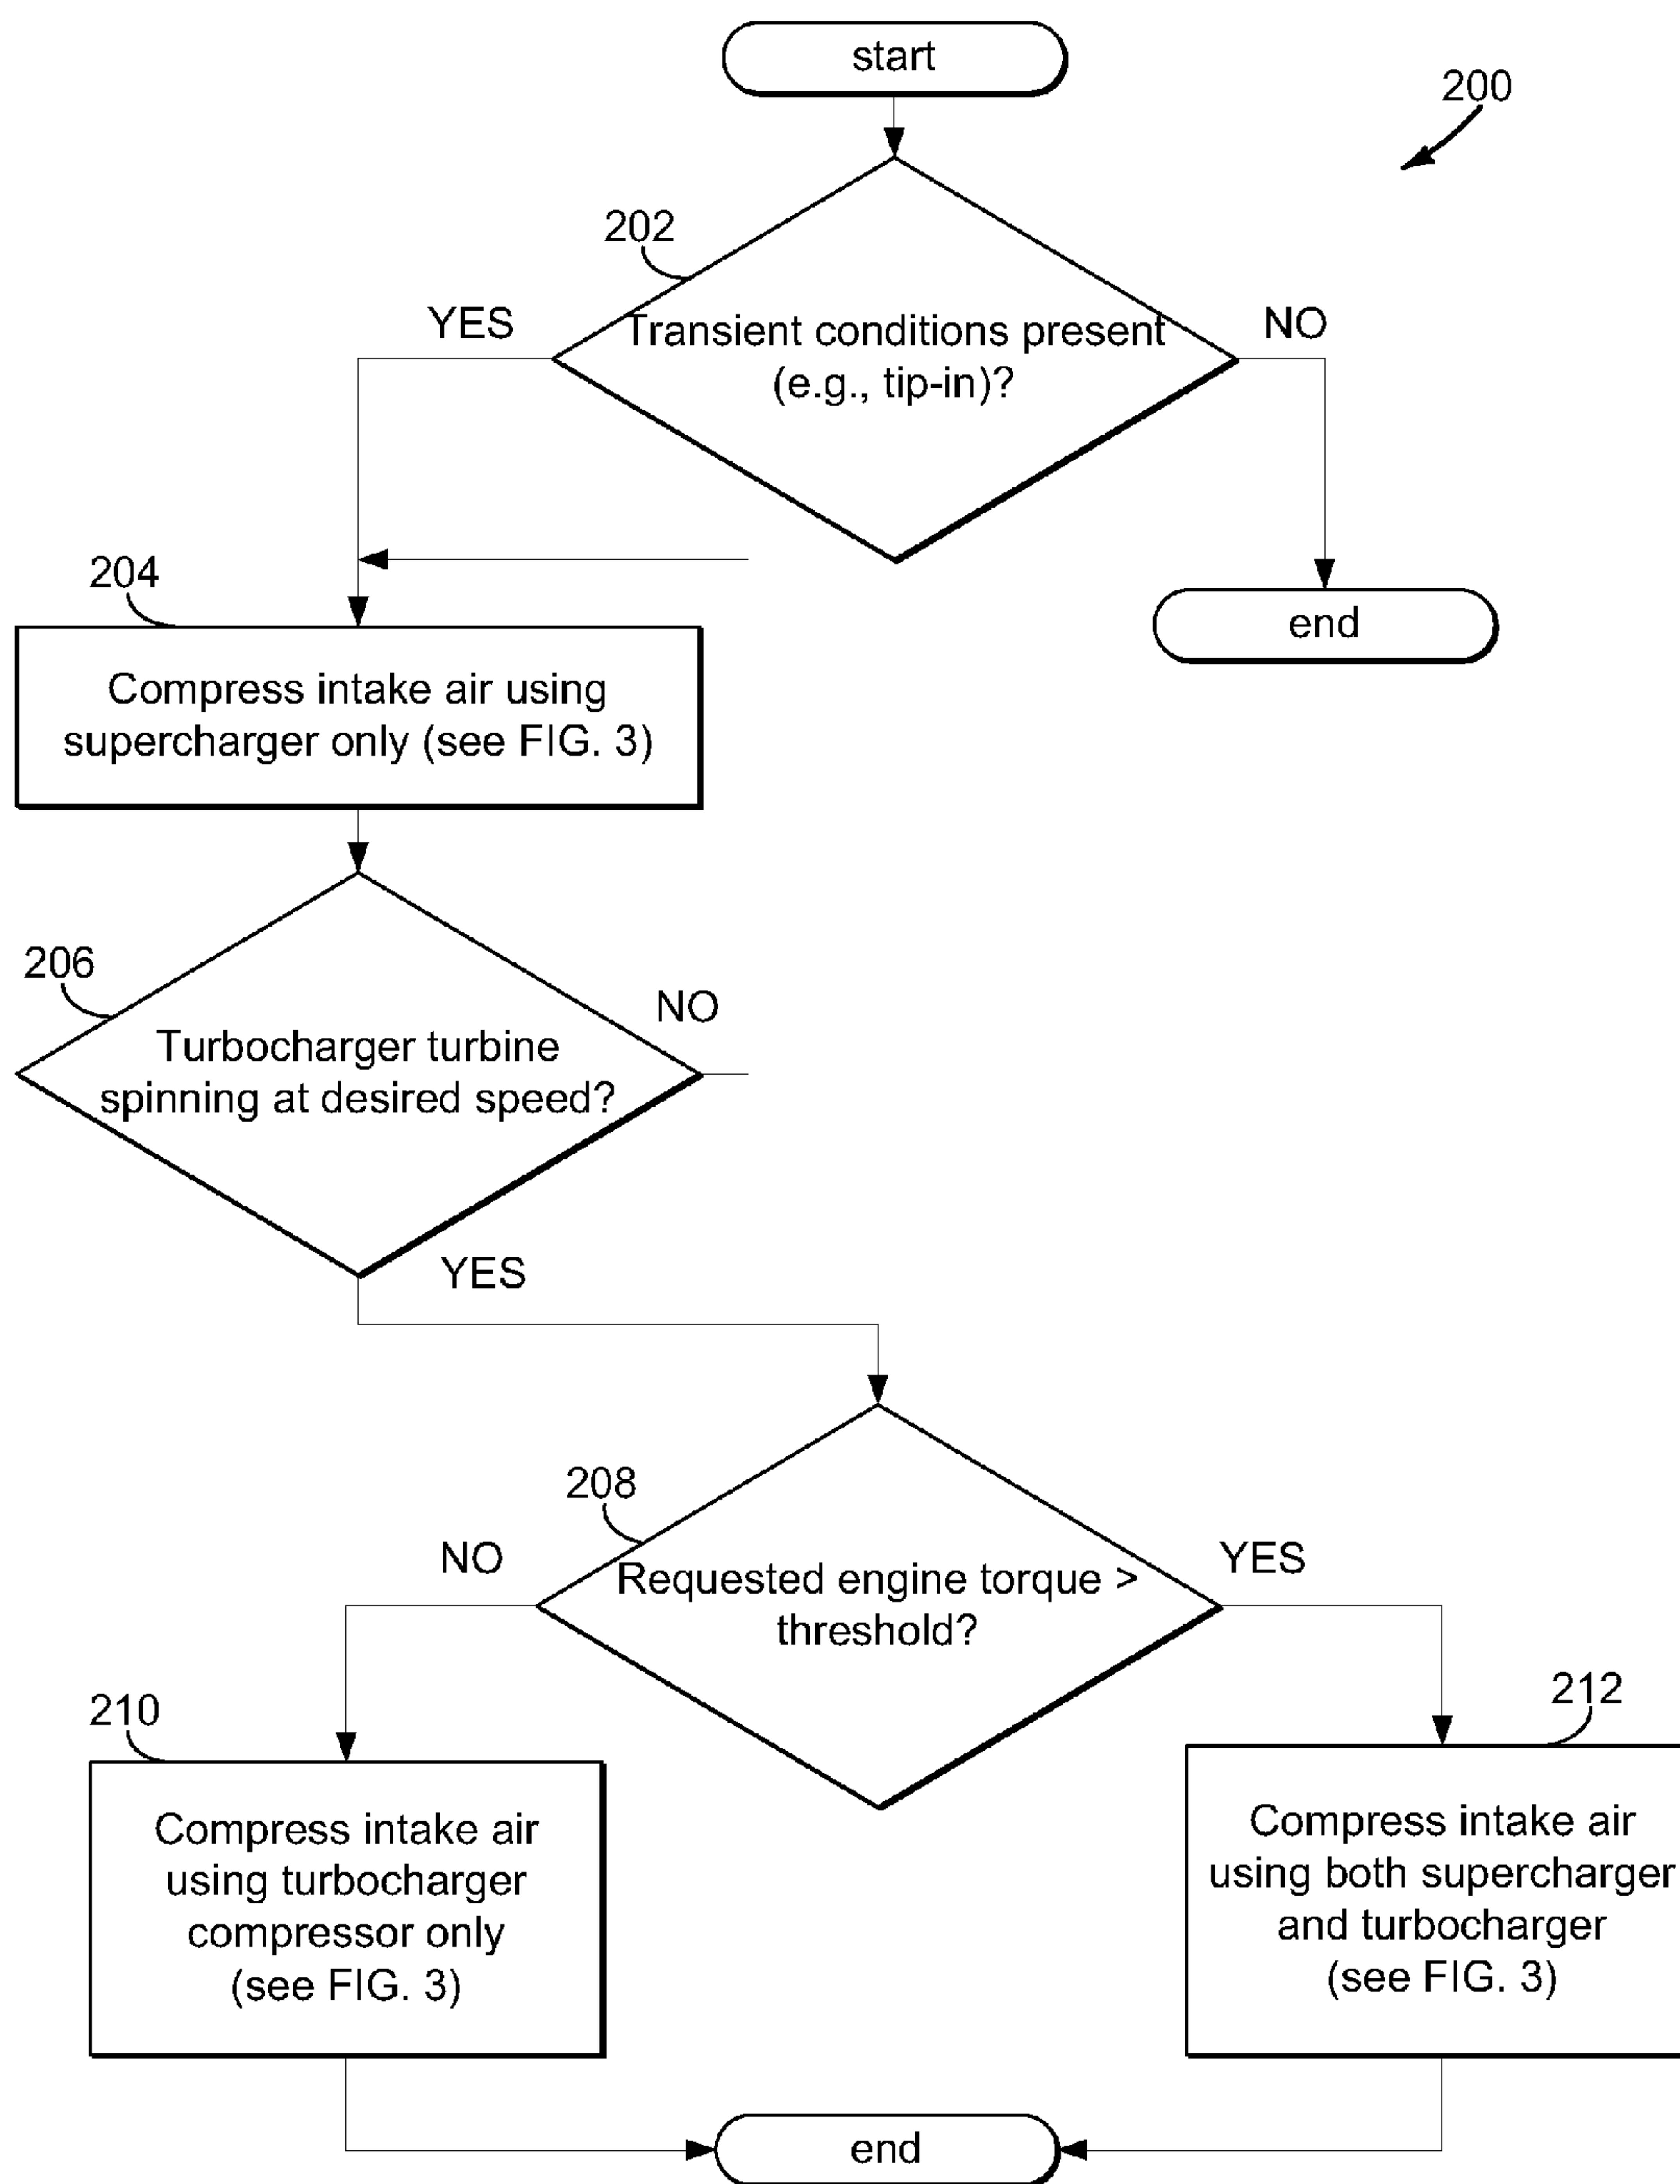 start
200
202
YES
Transient conditions present
(e.g., tip-in)?
NO
204
end
Compress intake air using
supercharger only (see FIG. 3)
206
NO
Turbocharger turbine
spinning at desired speed?
YES
208
NO
Requested engine torque >
threshold?
YES
210
212
Compress intake air
using turbocharger
compressor only
(see FIG. 3)
Compress intake air
using both supercharger
and turbocharger
(see FIG. 3)
end